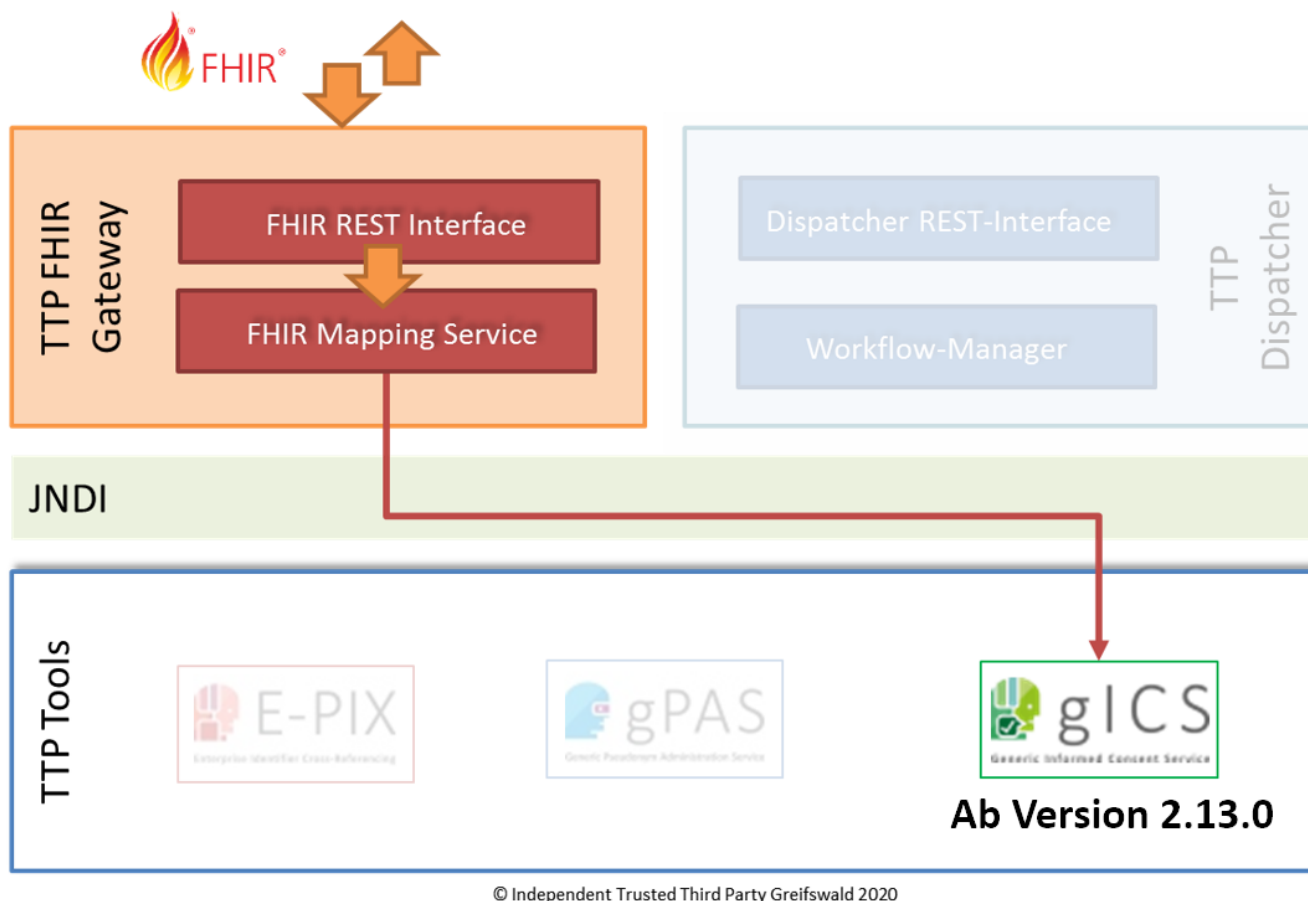 FHIR®
TTP FHIR
Gateway
FHIR REST Interface
FHIR Mapping Service
Dispatcher REST-Interface
Workflow-Manager
TTP
Dispatcher
JNDI
TTP Tools
E-PIX
Enterprise Identifier Cross-Referencing
gPAS
Generic Pseudonym Administration Service
gICS
Generic Informed Consent Service
Ab Version 2.13.0
© Independent Trusted Third Party Greifswald 2020